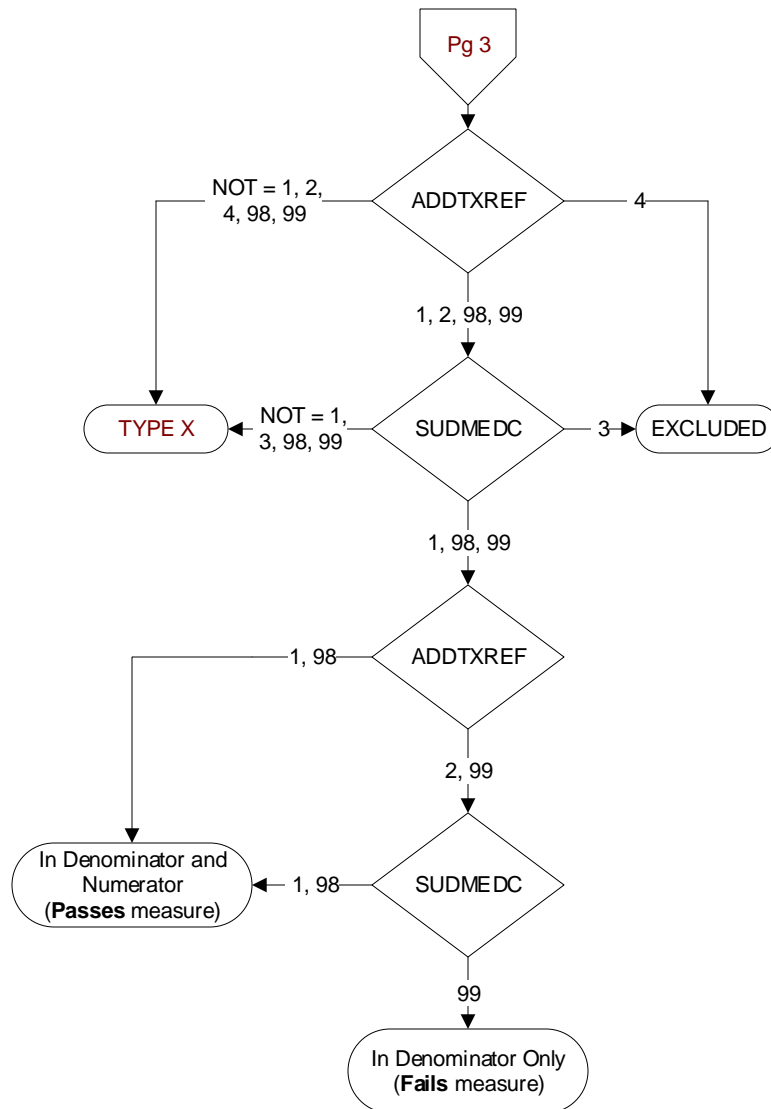 Pg 3
NOT = 1, 2,
4, 98, 99
ADDTXREF
4
1, 2, 98, 99
TYPE X
NOT = 1,
3, 98, 99
SUDMEDC
3
EXCLUDED
1, 98, 99
1, 98
ADDTXREF
2, 99
In Denominator and
Numerator
(Passes measure)
1, 98
SUDMEDC
99
In Denominator Only
(Fails measure)